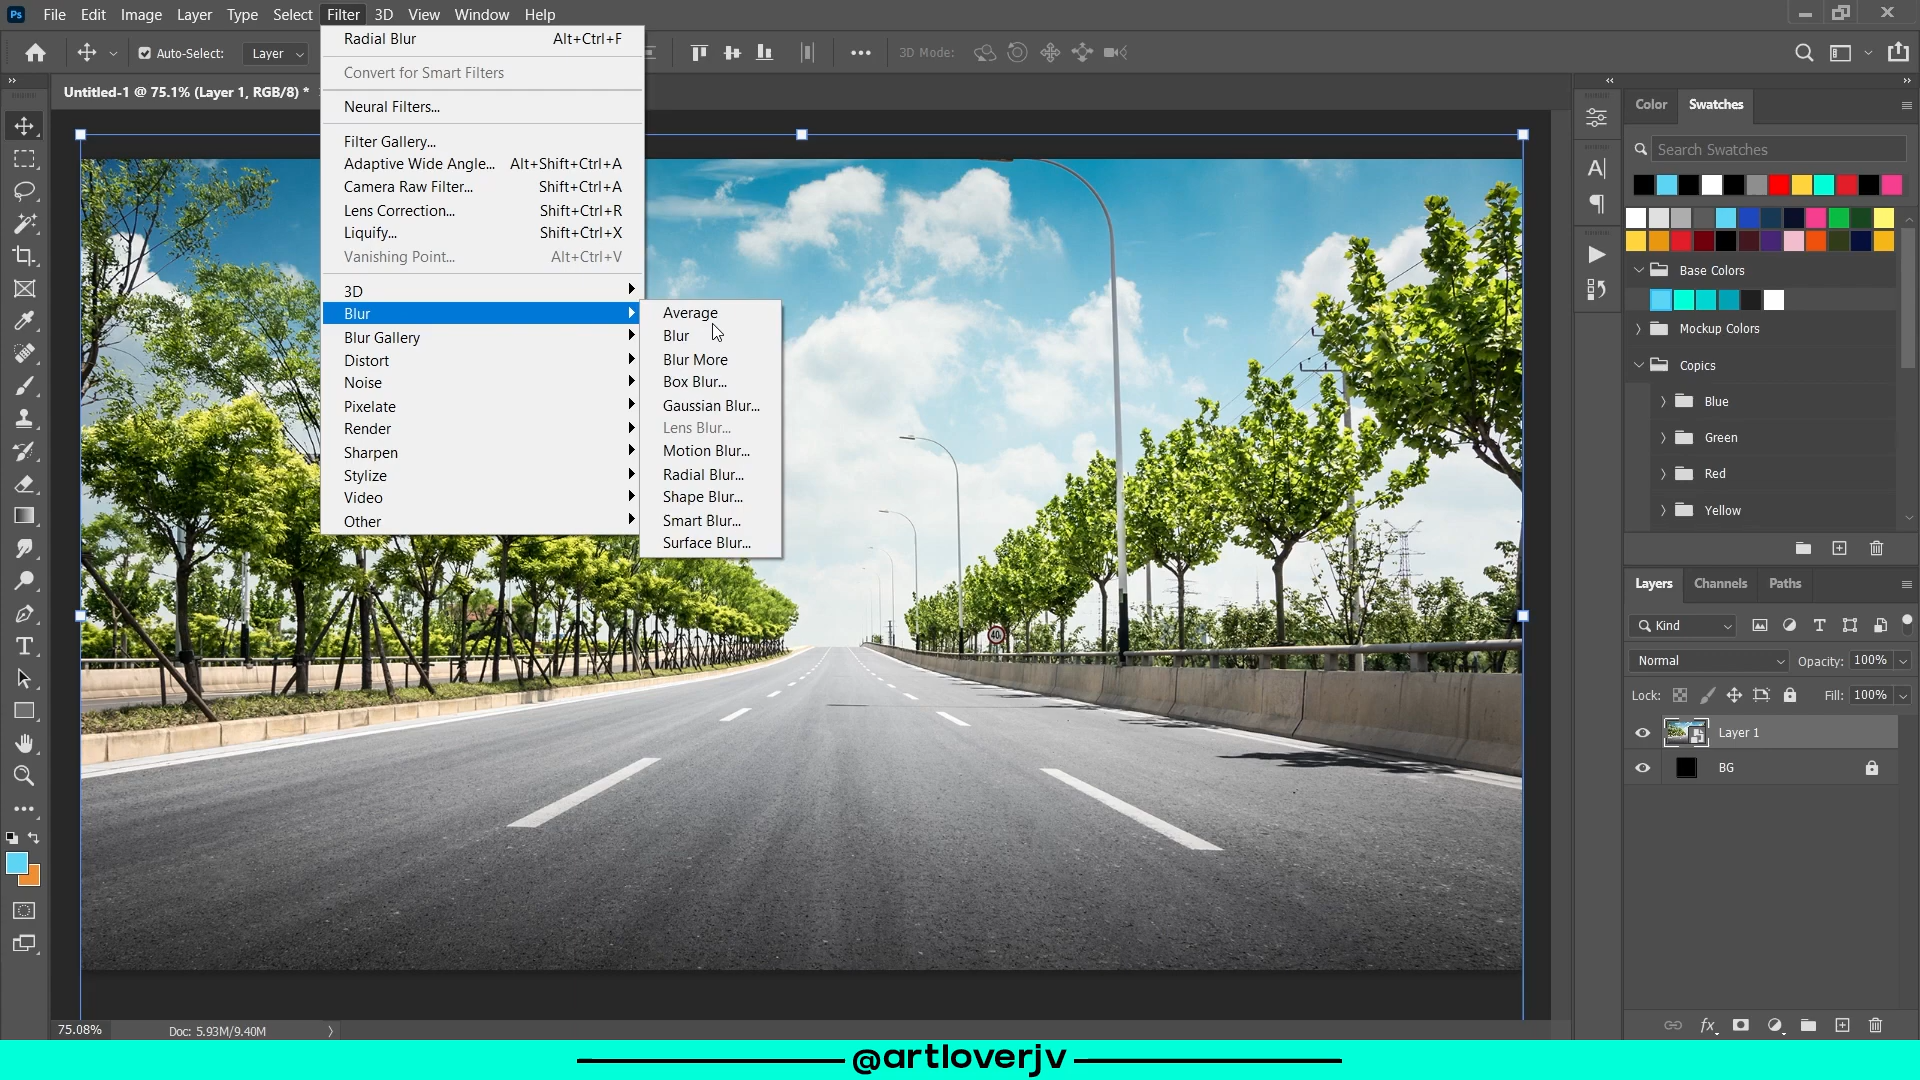 Ps File Edit Image Layer Type Select Filter 3D View Window Help
Auto-Select: Layer 3D Mode:
Untitled-1 @ 75.1% (Layer 1, RGB/8) *
Radial Blur Alt+Ctrl+F
Convert for Smart Filters
Neural Filters...
Filter Gallery...
Adaptive Wide Angle... Alt+Shift+Ctrl+A
Camera Raw Filter... Shift+Ctrl+A
Lens Correction... Shift+Ctrl+R
Liquify... Shift+Ctrl+X
Vanishing Point... Alt+Ctrl+V
3D
Blur
Blur Gallery
Distort
Noise
Pixelate
Render
Sharpen
Stylize
Video
Other
Average
Blur
Blur More
Box Blur...
Gaussian Blur...
Lens Blur...
Motion Blur...
Radial Blur...
Shape Blur...
Smart Blur...
Surface Blur...
40
Color Swatches
Search Swatches
Base Colors
Mockup Colors
Copics
Blue
Green
Red
Yellow
Layers Channels Paths
Kind
Normal Opacity: 100%
Lock: Fill: 100%
Layer 1
BG
75.08% Doc: 5.93M/9.40M
@artloverjv